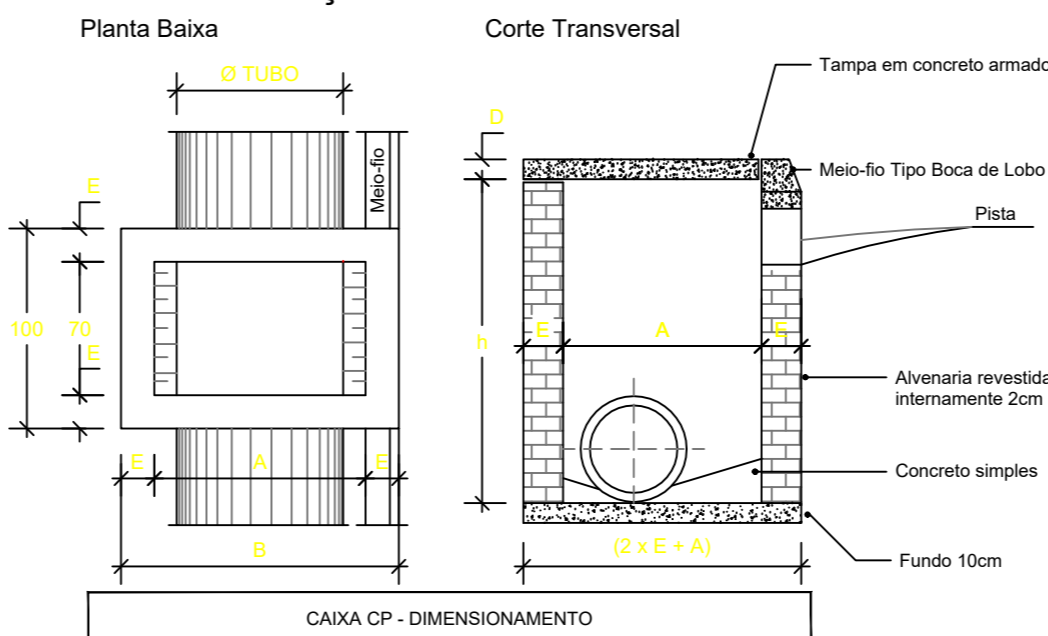 Planta Baixa
Corte Transversal
Ø TUBO
Meio-fio
E
100
70
E
E
A
E
B
D
h
E
A
E
(2 x E + A)
Tampa em concreto armado
Meio-fio Tipo Boca de Lobo
Pista
Alvenaria revestida
internamente 2cm
Concreto simples
Fundo 10cm
CAIXA CP - DIMENSIONAMENTO